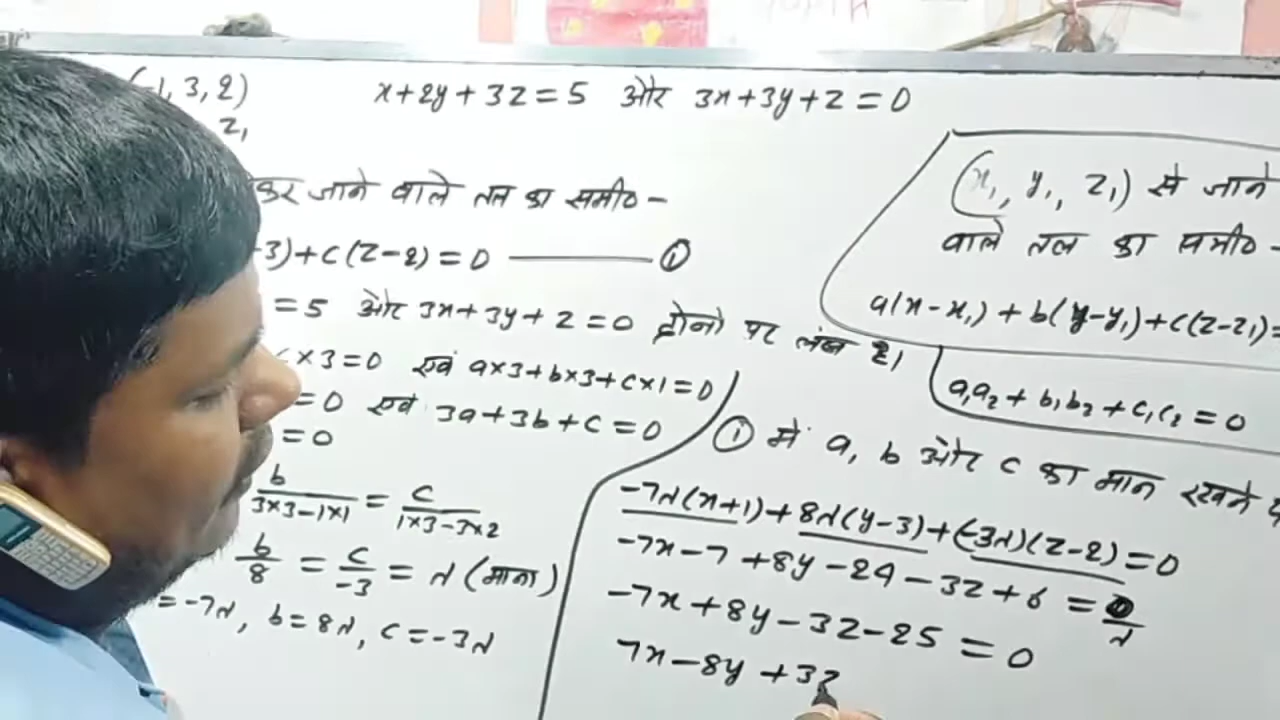 (-1, 3, 2) x+2y+3z=5 और 3x+3y+z=0
z₁
कर जाने वाले तल का समी०-
-3)+c(z-2)=0 ——— ①
=5 और 3x+3y+z=0 दोनो पर लंब है।
×3=0 एवं a×3+b×3+c×1=0
=0 एवं 3a+3b+c=0
=0
b/3×3-1×1 = c/1×3-3×2
b/8 = c/-3 = λ (माना)
=-7λ, b=8λ, c=-3λ
(x₁, y₁, z₁) से जाने
वाले तल का समी०-
a(x-x₁)+b(y-y₁)+c(z-z₁)=
a₁a₂+b₁b₂+c₁c₂=0
① में a, b और c का मान रखने
-7λ(x+1)+8λ(y-3)+(-3λ)(z-2)=0
-7x-7+8y-24-3z+6=0/λ
-7x+8y-3z-25=0
7x-8y+3z